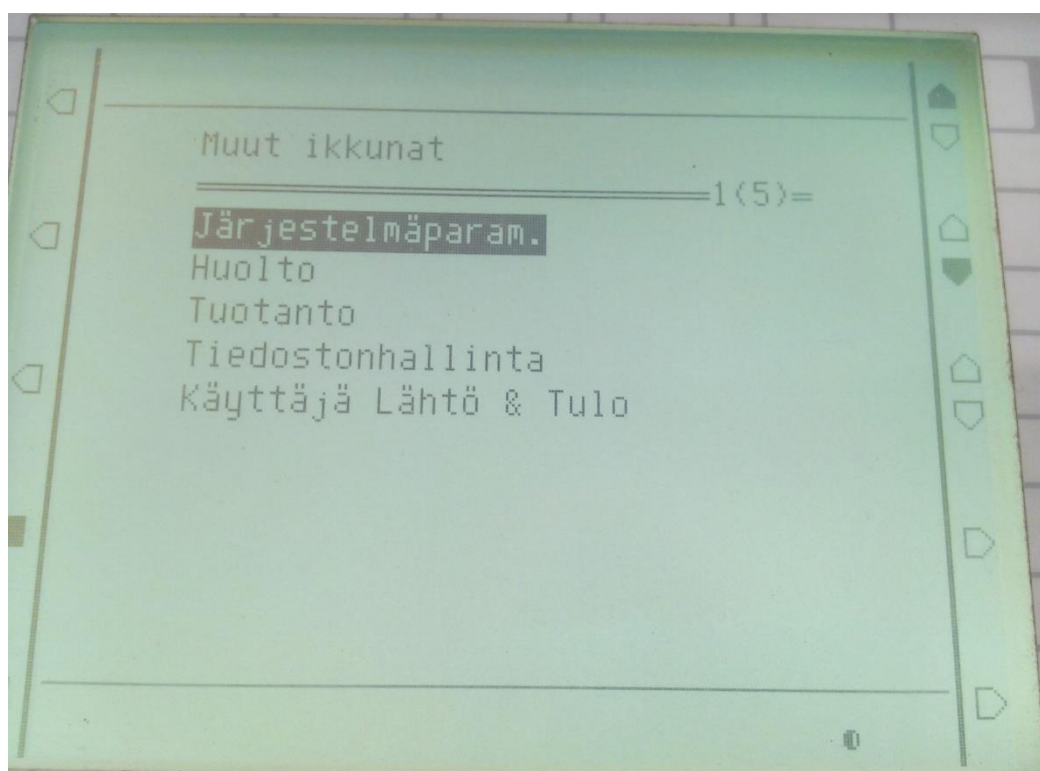 Muut ikkunat
1(5)
Järjestelmäparam.
Huolto
Tuotanto
Tiedostonhallinta
Käyttäjä Lähtö & Tulo